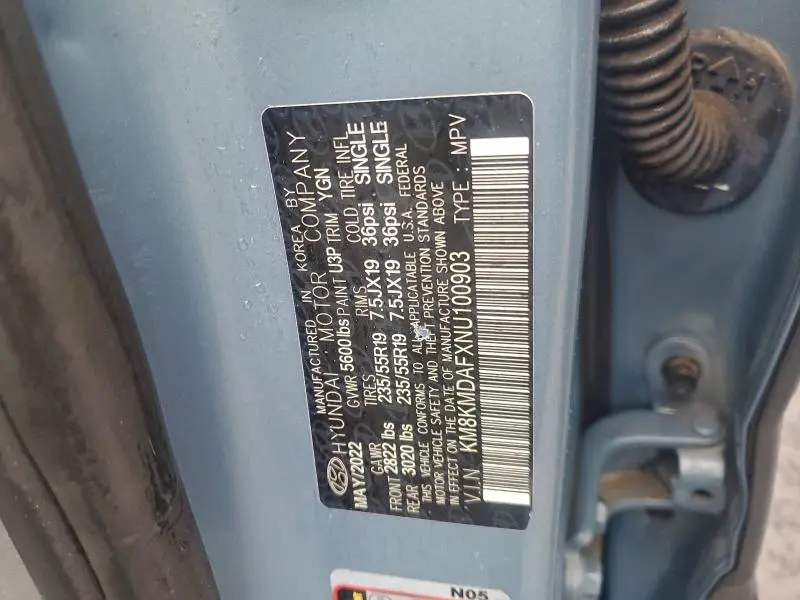 MANUFACTURED IN KOREA BY
HYUNDAI MOTOR COMPANY
MAY/2022 GVWR 5600 lbs PAINT U3P TRIM YGN
GAWR TIRES RIMS COLD TIRE INFL
FRONT 2822 lbs 235/55R19 7.5JX19 36psi SINGLE
REAR 3020 lbs 235/55R19 7.5JX19 36psi SINGLE
THIS VEHICLE CONFORMS TO ALL APPLICABLE U.S.A. FEDERAL
MOTOR VEHICLE SAFETY AND THEFT PREVENTION STANDARDS
IN EFFECT ON THE DATE OF MANUFACTURE SHOWN ABOVE
VIN : KM8KMDAFXNU100903 TYPE : MPV
N05